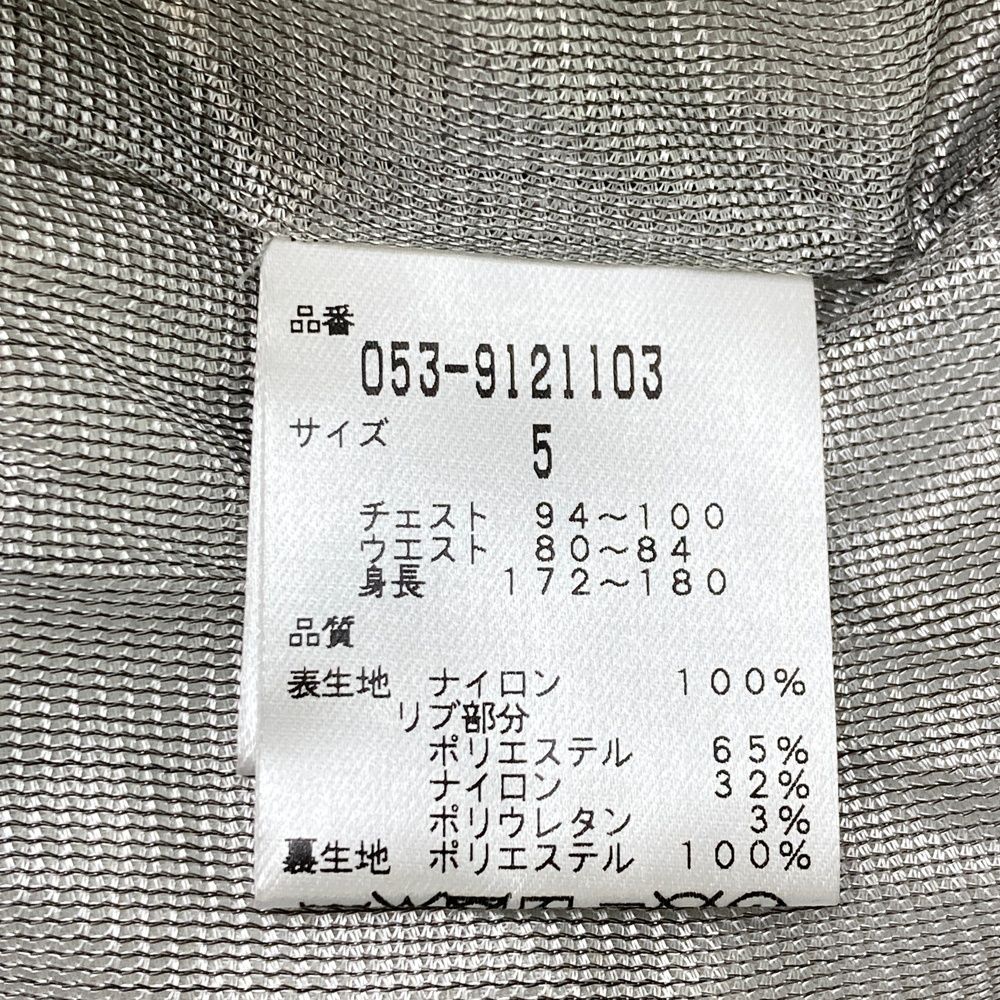 品番
053-9121103
サイズ 5
チェスト 94～100
ウエスト 80～84
身長 172～180
品質
表生地 ナイロン 100%
リブ部分
ポリエステル 65%
ナイロン 32%
ポリウレタン 3%
裏生地 ポリエステル 100%